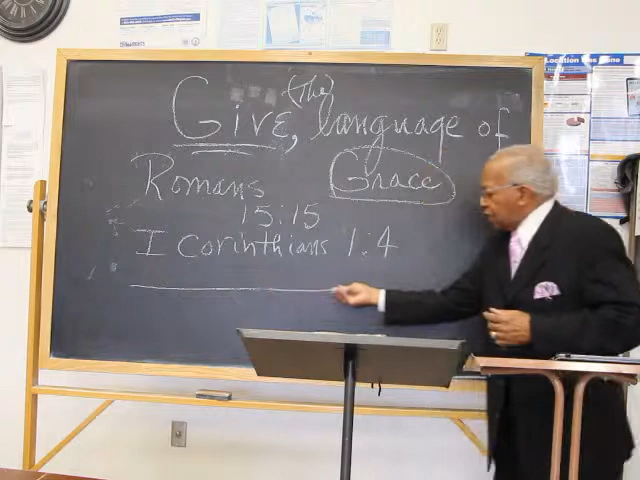 Give, (The) language of
Grace
Romans
15:15
I Corinthians 1:4